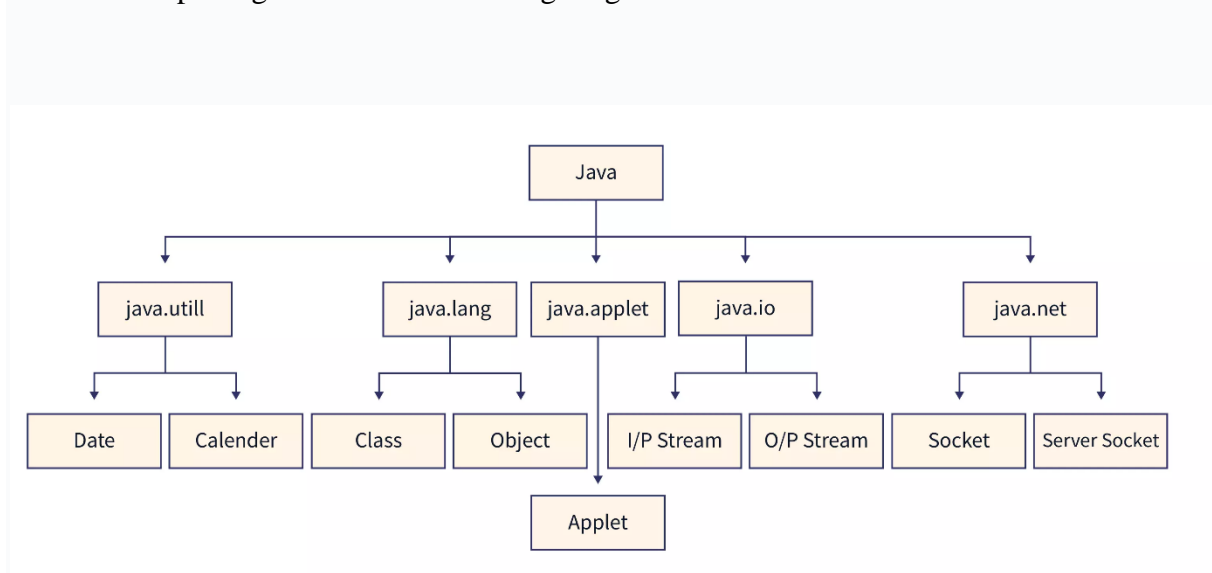 Java
java.utill
java.lang
java.applet
java.io
java.net
Date
Calender
Class
Object
I/P Stream
O/P Stream
Socket
Server Socket
Applet